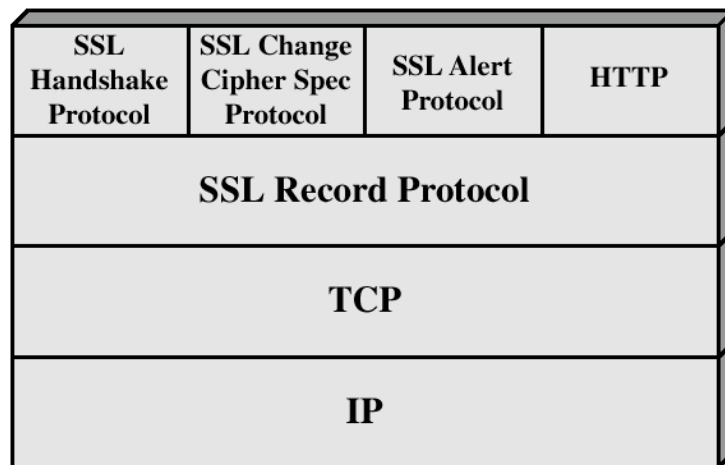 SSL
Handshake
Protocol
SSL Change
Cipher Spec
Protocol
SSL Alert
Protocol
HTTP
SSL Record Protocol
TCP
IP